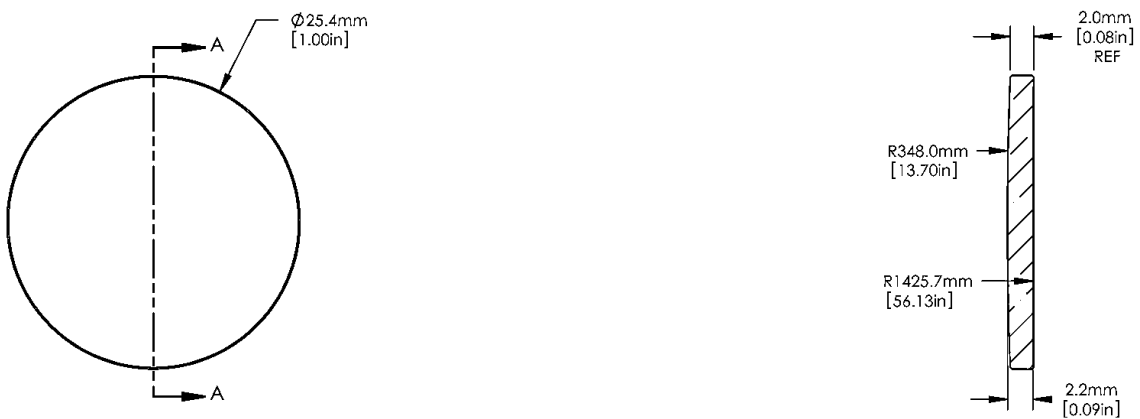 Ø25.4mm
[1.00in]
A
A
2.0mm
[0.08in]
REF
R348.0mm
[13.70in]
R1425.7mm
[56.13in]
2.2mm
[0.09in]